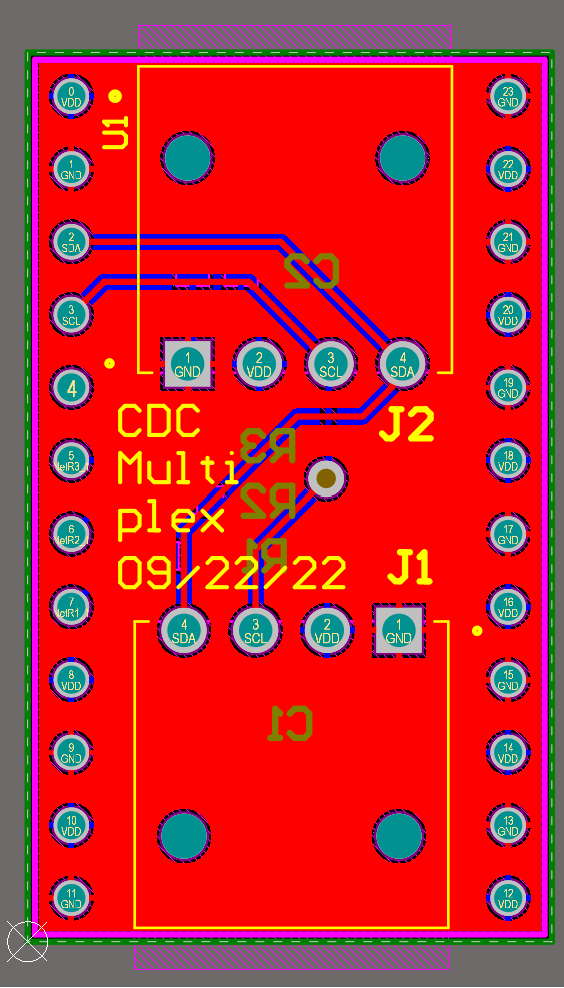 0
VDD
U1
23
GND
1
GND
22
VDD
2
SDA
21
GND
C2
3
SCL
20
VDD
1
GND
2
VDD
3
SCL
4
SDA
4
19
GND
CDC
Multi
plex
09/22/22
J2
R3
R2
R1
J1
5
NetR3
18
VDD
6
NetR2
17
GND
7
NetR1
16
VDD
4
SDA
3
SCL
2
VDD
1
GND
8
VDD
15
GND
C1
9
GND
14
VDD
10
VDD
13
GND
11
GND
12
VDD